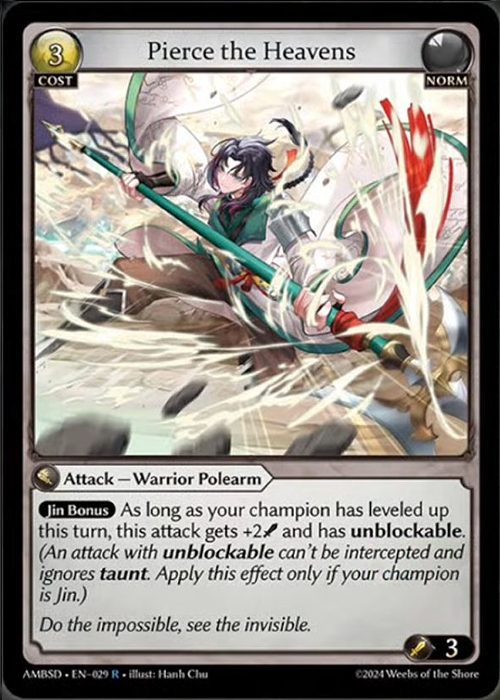 3
COST
Pierce the Heavens
NORM
Attack — Warrior Polearm
Jin Bonus As long as your champion has leveled up
this turn, this attack gets +2 and has unblockable.
(An attack with unblockable can't be intercepted and
ignores taunt. Apply this effect only if your champion
is Jin.)
Do the impossible, see the invisible.
3
AMBSD • EN-029 R • illust: Hanh Chu
©2024 Weebs of the Shore